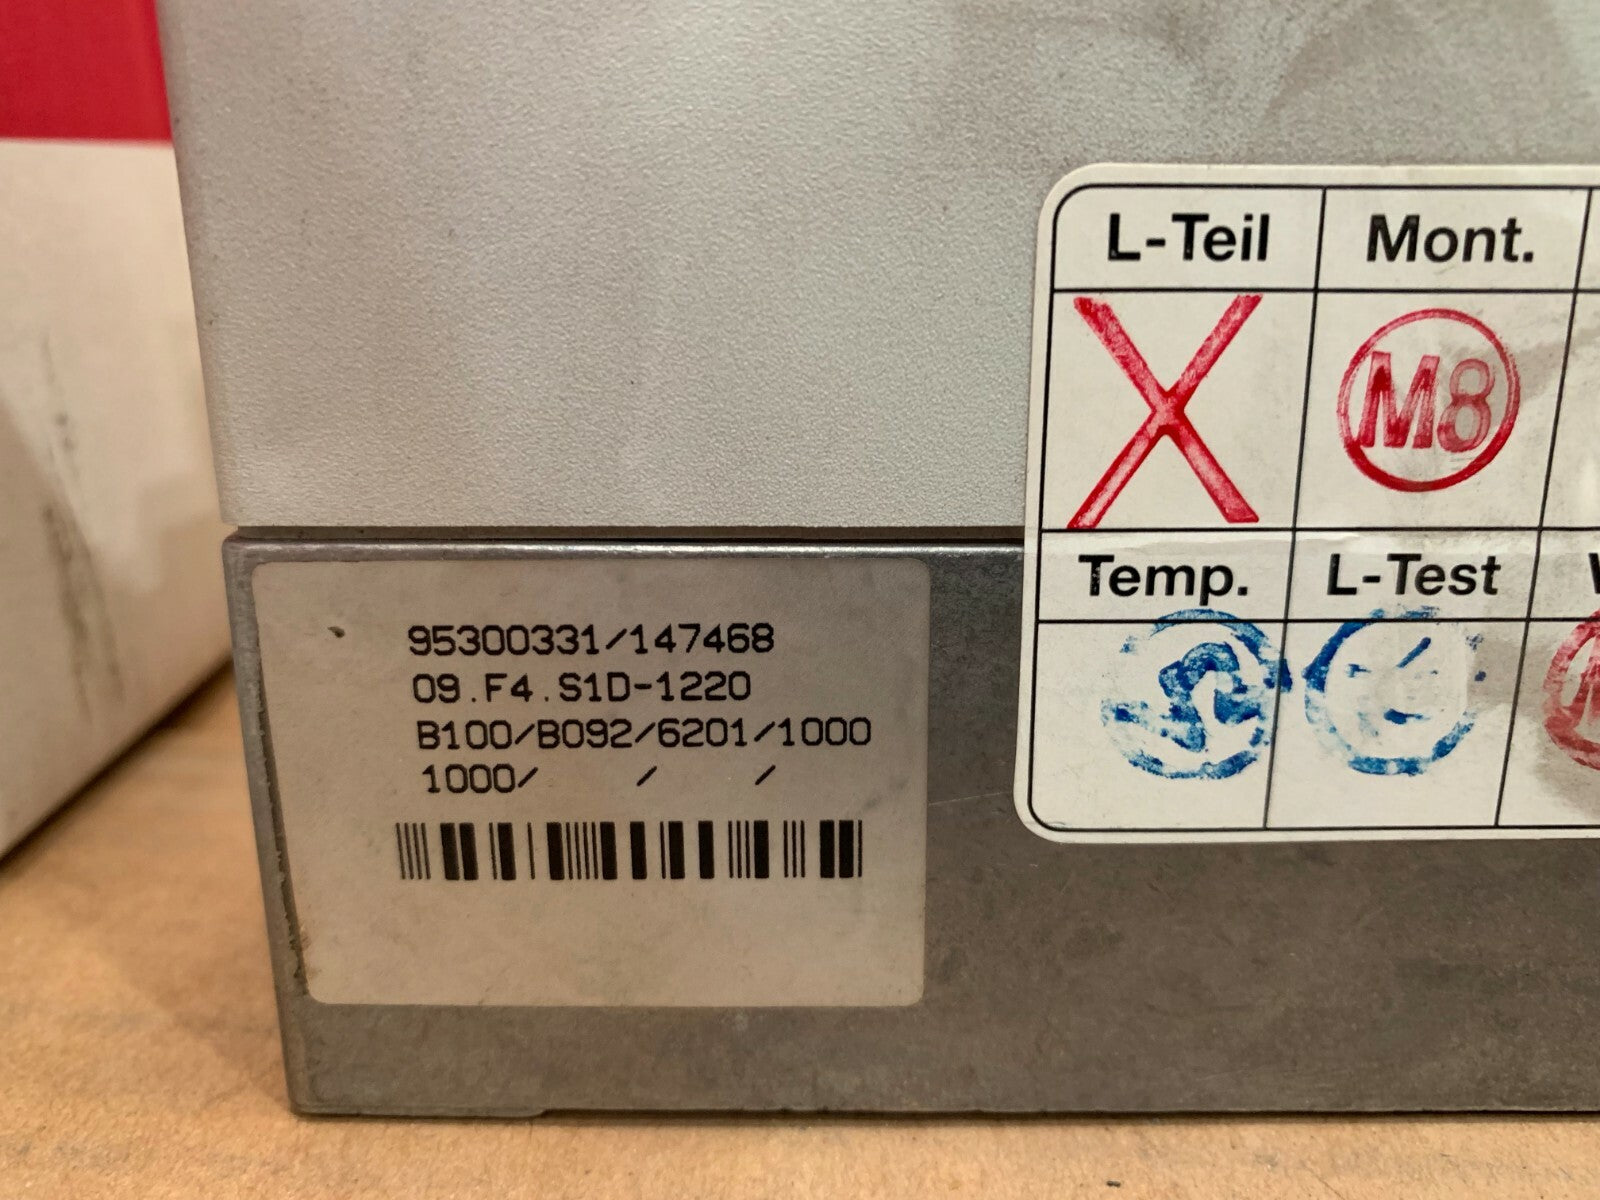 L-Teil Mont.
X M8
Temp. L-Test
95300331/147468
09.F4.S1D-1220
B100/B092/6201/1000
1000/ / /